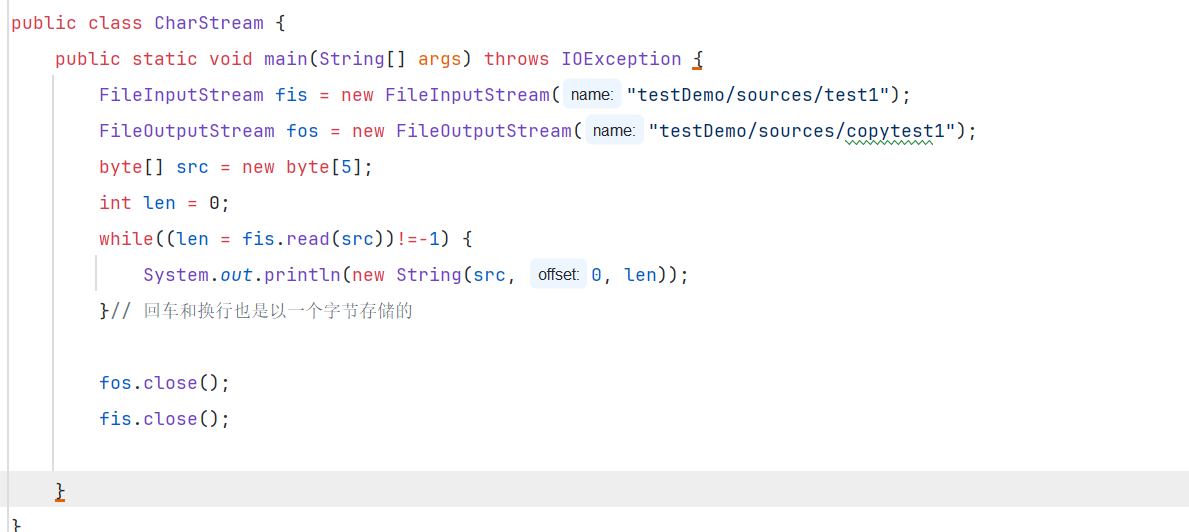 public class CharStream {
public static void main(String[] args) throws IOException {
FileInputStream fis = new FileInputStream( name: "testDemo/sources/test1");
FileOutputStream fos = new FileOutputStream( name: "testDemo/sources/copytest1");
byte[] src = new byte[5];
int len = 0;
while((len = fis.read(src))!=-1) {
System.out.println(new String(src, offset: 0, len));
}// 回车和换行也是以一个字节存储的
fos.close();
fis.close();
}
}